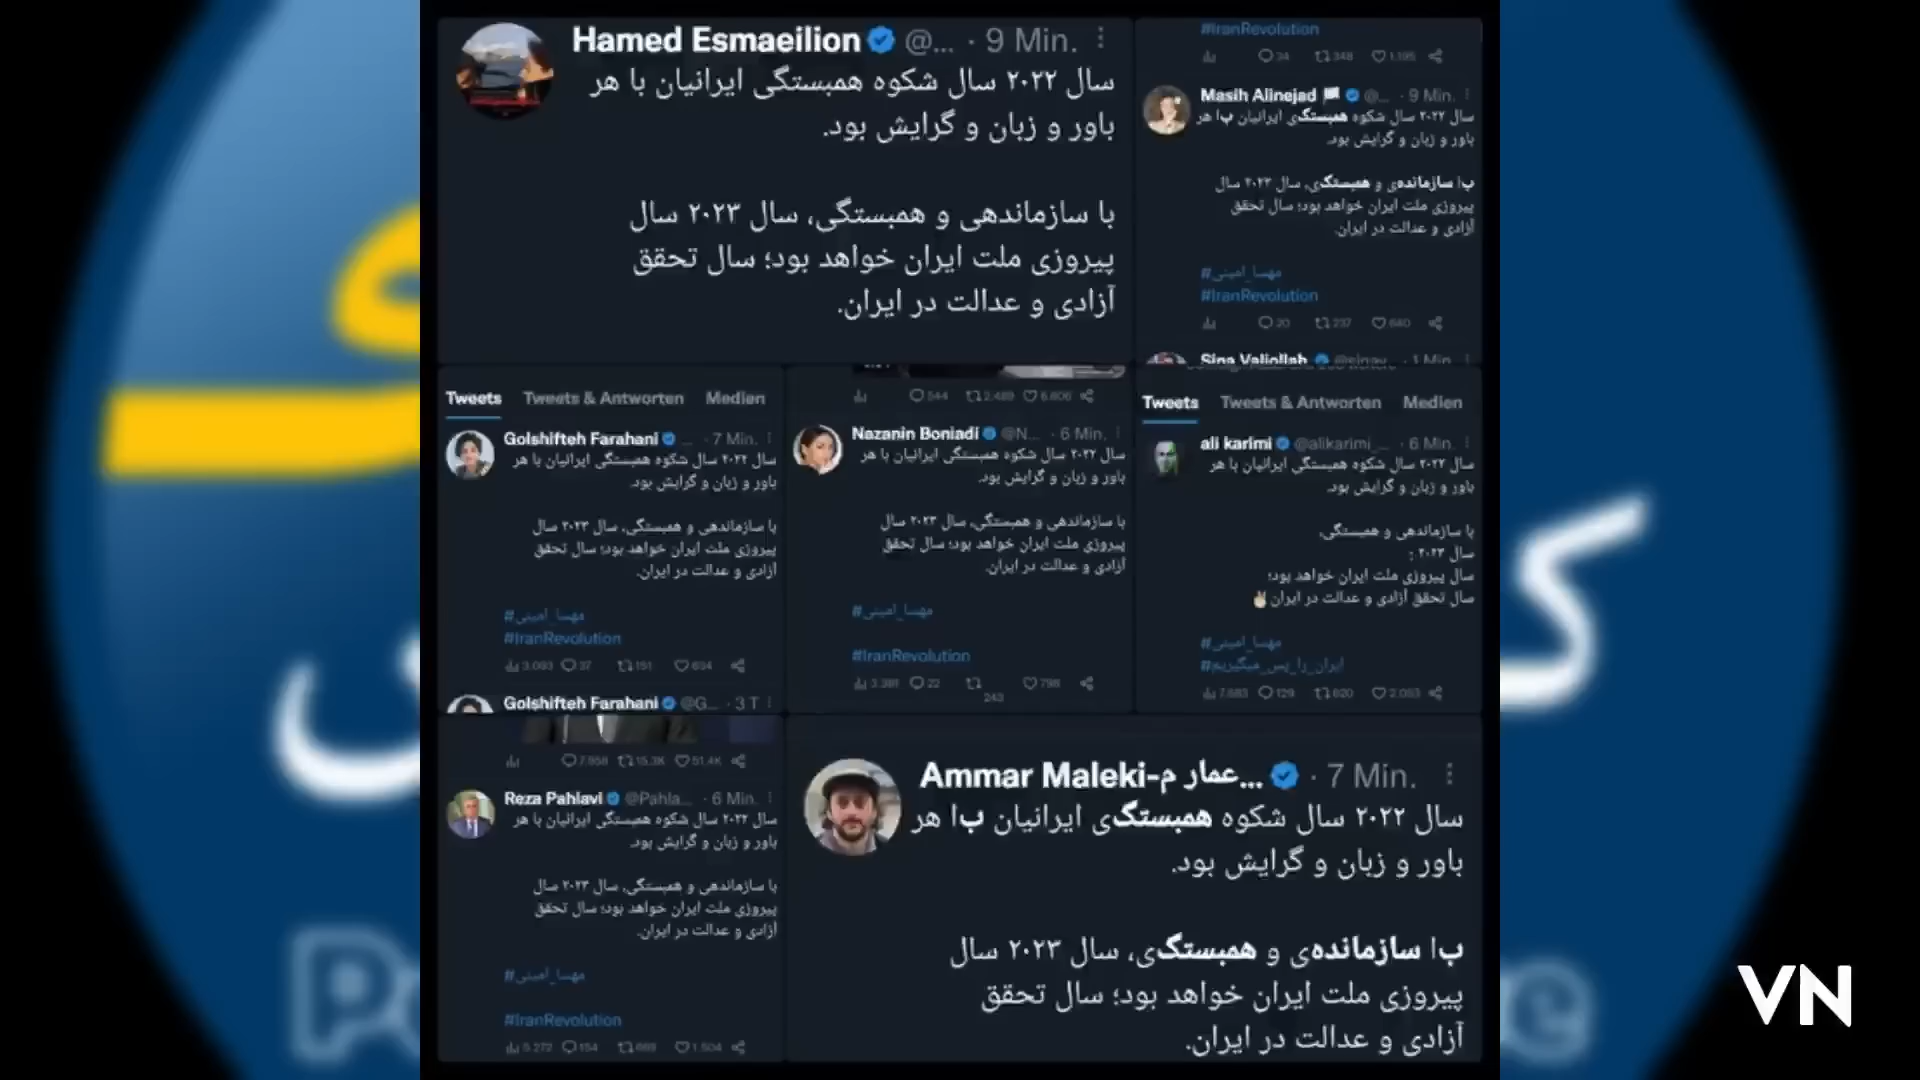 Hamed Esmaeilion @... · 9 Min.
سال ۲۰۲۲ سال شکوه همبستگی ایرانیان با هر
باور و زبان و گرایش بود.
با سازماندهی و همبستگی، سال ۲۰۲۳ سال
پیروزی ملت ایران خواهد بود؛ سال تحقق
آزادی و عدالت در ایران.
#IranRevolution
34 348 1.195
Masih Alinejad @... · 9 Min.
سال ۲۰۲۲ سال شکوه همبستگی ایرانیان با هر
باور و زبان و گرایش بود.
با سازماندهی و همبستگی، سال ۲۰۲۳ سال
پیروزی ملت ایران خواهد بود؛ سال تحقق
آزادی و عدالت در ایران.
#مهسا_امینی
#IranRevolution
20 237 640
Sina Valiollah @sinav... · 1 Min.
Tweets Tweets & Antworten Medien
Golshifteh Farahani ... · 7 Min.
سال ۲۰۲۲ سال شکوه همبستگی ایرانیان با هر
باور و زبان و گرایش بود.
با سازماندهی و همبستگی، سال ۲۰۲۳ سال
پیروزی ملت ایران خواهد بود؛ سال تحقق
آزادی و عدالت در ایران.
#مهسا_امینی
#IranRevolution
3.093 37 151 634
Golshifteh Farahani @G... · 3 T
544 2.489 6.806
Nazanin Boniadi @N... · 6 Min.
سال ۲۰۲۲ سال شکوه همبستگی ایرانیان با هر
باور و زبان و گرایش بود.
با سازماندهی و همبستگی، سال ۲۰۲۳ سال
پیروزی ملت ایران خواهد بود؛ سال تحقق
آزادی و عدالت در ایران.
#مهسا_امینی
#IranRevolution
3.381 22 243 798
Tweets Tweets & Antworten Medien
ali karimi @alikarimi_... · 6 Min.
سال ۲۰۲۲ سال شکوه همبستگی ایرانیان با هر
باور و زبان و گرایش بود.
با سازماندهی و همبستگی،
سال ۲۰۲۳ :
سال پیروزی ملت ایران خواهد بود؛
سال تحقق آزادی و عدالت در ایران✌🏻
#مهسا_امینی
#ایران_را_پس_میگیریم
7.683 129 620 2.053
7.958 15,3K 51,4K
Reza Pahlavi @Pahla... · 6 Min.
سال ۲۰۲۲ سال شکوه همبستگی ایرانیان با هر
باور و زبان و گرایش بود.
با سازماندهی و همبستگی، سال ۲۰۲۳ سال
پیروزی ملت ایران خواهد بود؛ سال تحقق
آزادی و عدالت در ایران.
#مهسا_امینی
#IranRevolution
5.272 154 669 1.504
Ammar Maleki-عمار م... · 7 Min.
سال ۲۰۲۲ سال شکوه همبستگی ایرانیان با هر
باور و زبان و گرایش بود.
با سازماندهی و همبستگی، سال ۲۰۲۳ سال
پیروزی ملت ایران خواهد بود؛ سال تحقق
آزادی و عدالت در ایران.
VN